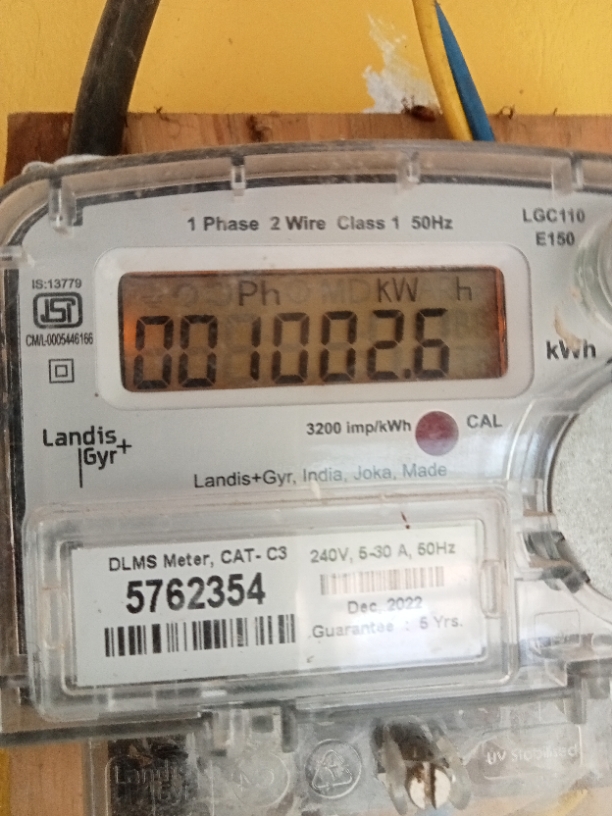 1 Phase 2 Wire Class 1 50Hz
LGC110
E150
IS:13779
ISI
CM/L-0005446166
Ph KW h
001002.6
kWh
3200 imp/kWh CAL
Landis
Gyr+
Landis+Gyr, India, Joka, Made
DLMS Meter, CAT- C3
5762354
240V, 5-30 A, 50Hz
Dec, 2022
Guarantee : 5 Yrs.